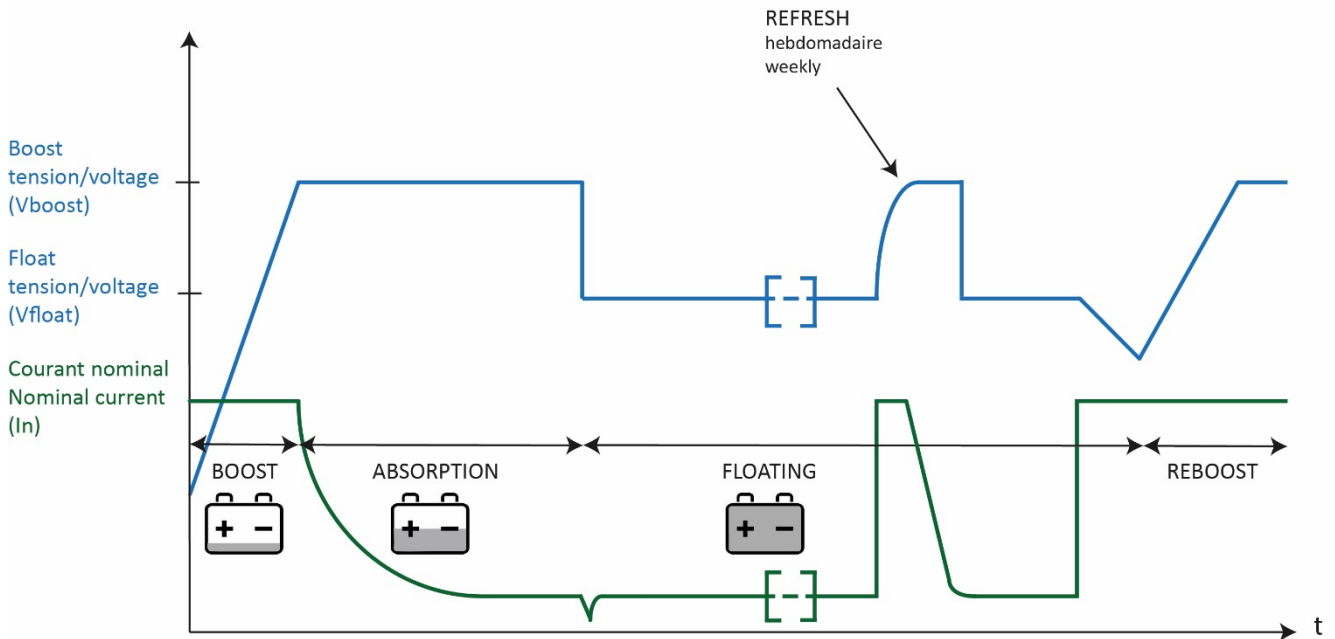 REFRESH
hebdomadaire
weekly
Boost
tension/voltage
(Vboost)
Float
tension/voltage
(Vfloat)
Courant nominal
Nominal current
(In)
BOOST
ABSORPTION
FLOATING
REBOOST
+ −
+ −
+ −
t